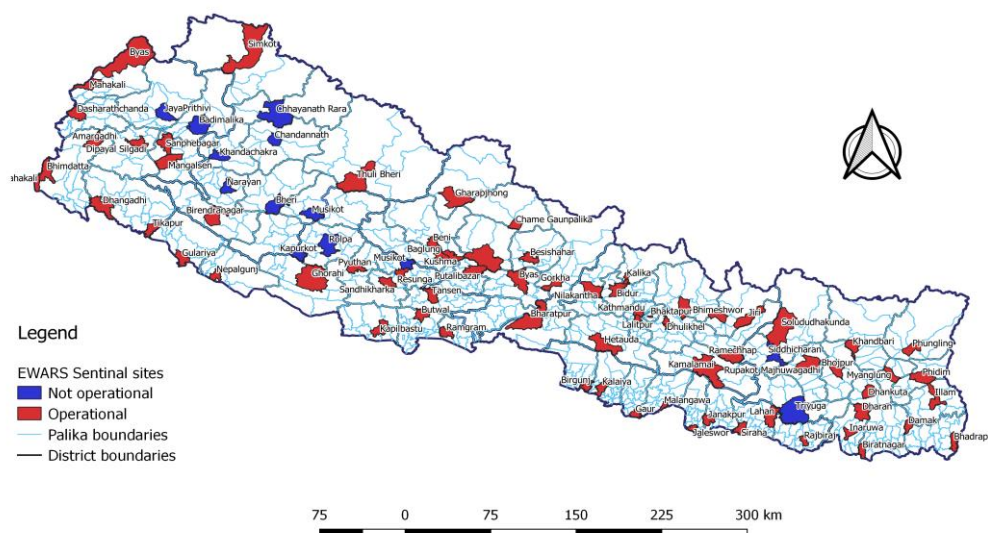 Simkot
Byas
Mahakali
Dasharathchanda
JayaPrithivi
Badimalika
Chhayanath Rara
Chandannath
Amargadhi
Sanphebagar
Dipayal Silgadi
Khandachakra
Mangalsen
Bhimdatta
ahakali
Thuli Bheri
Narayan
Gharapjhong
Dhangadhi
Bheri
Birendranagar
Musikot
Chame Gaunpalika
Tikapur
Rolpa
Beni
Kapurkot
Baglung
Besishahar
Gulariya
Musikot
Kushma
Pyuthan
Nepalgunj
Ghorahi
Resunga
Putalibazar
Byas
Gorkha
Kalika
Sandhikharka
Tansen
Nilakantha
Bidur
Butwal
Bharatpur
Kathmandu
Bhaktapur
Bhimeshwor
Jiri
Solududhakunda
Kapilbastu
Ramgram
Lalitpur
Dhulikhel
Hetauda
Ramechhap
Siddhicharan
Khandbari
Phungling
Kamalamai
Rupakot
Majhuwagadhi
Bhojpur
Myanglung
Phidim
Birgunj
Kalaiya
Dhankuta
Illam
Malangawa
Gaur
Janakpur
Lahan
Triyuga
Dharan
Damak
Jaleswor
Siraha
Rajbiraj
Inaruwa
Biratnagar
Bhadrap
Legend
EWARS Sentinal sites
Not operational
Operational
Palika boundaries
District boundaries
75 0 75 150 225 300 km